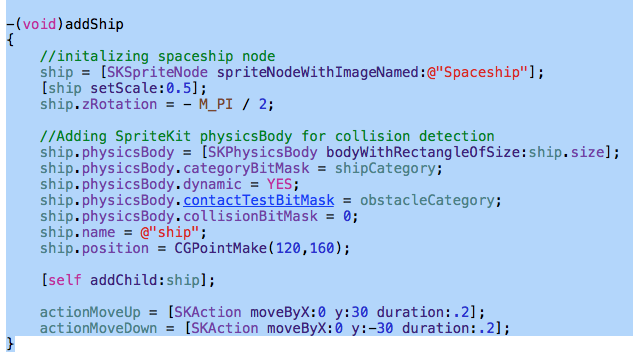 -(void)addShip
{
//initalizing spaceship node
ship = [SKSpriteNode spriteNodeWithImageNamed:@"Spaceship"];
[ship setScale:0.5];
ship.zRotation = - M_PI / 2;
//Adding SpriteKit physicsBody for collision detection
ship.physicsBody = [SKPhysicsBody bodyWithRectangleOfSize:ship.size];
ship.physicsBody.categoryBitMask = shipCategory;
ship.physicsBody.dynamic = YES;
ship.physicsBody.contactTestBitMask = obstacleCategory;
ship.physicsBody.collisionBitMask = 0;
ship.name = @"ship";
ship.position = CGPointMake(120,160);
[self addChild:ship];
actionMoveUp = [SKAction moveByX:0 y:30 duration:.2];
actionMoveDown = [SKAction moveByX:0 y:-30 duration:.2];
}